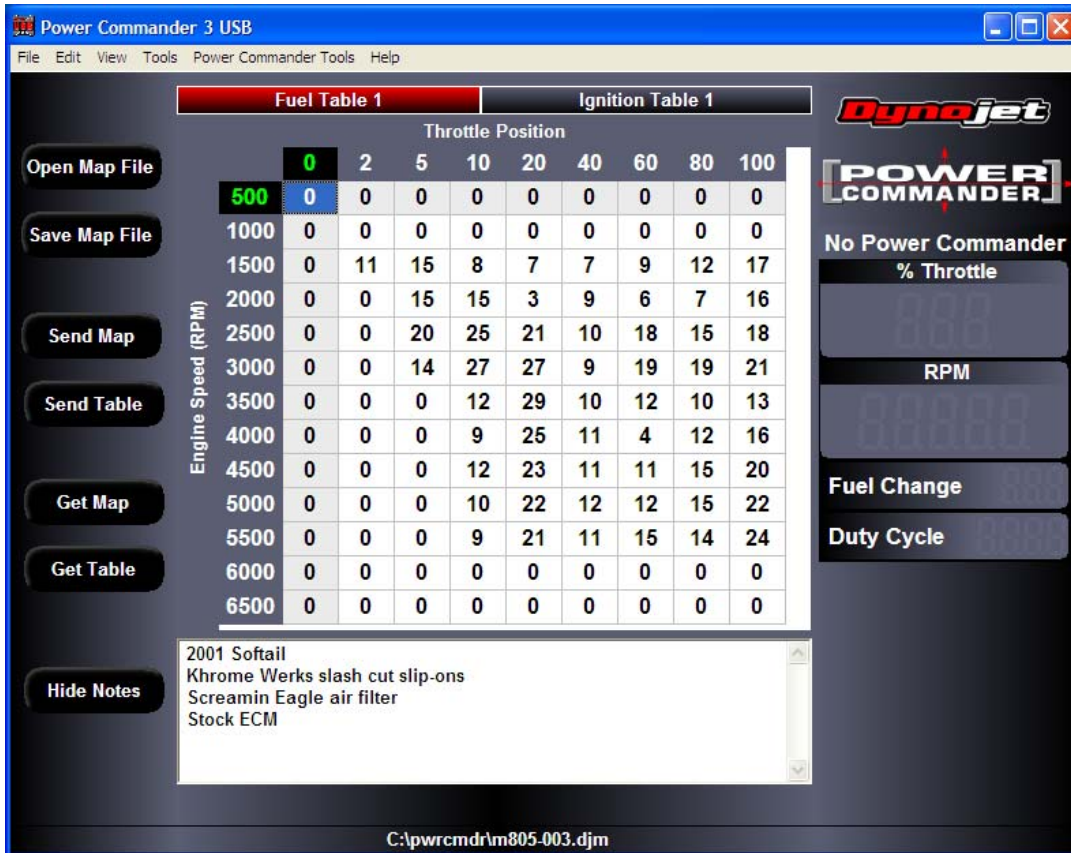 Power Commander 3 USB
File Edit View Tools Power Commander Tools Help
Fuel Table 1 Ignition Table 1
Dynojet
Throttle Position
Open Map File
0 2 5 10 20 40 60 80 100
POWER
COMMANDER
500 0 0 0 0 0 0 0 0 0
Save Map File
1000 0 0 0 0 0 0 0 0 0
No Power Commander
1500 0 11 15 8 7 7 9 12 17
% Throttle
2000 0 0 15 15 3 9 6 7 16
Engine Speed (RPM)
Send Map
2500 0 0 20 25 21 10 18 15 18
3000 0 0 14 27 27 9 19 19 21
RPM
Send Table
3500 0 0 0 12 29 10 12 10 13
4000 0 0 0 9 25 11 4 12 16
4500 0 0 0 12 23 11 11 15 20
Fuel Change
Get Map
5000 0 0 0 10 22 12 12 15 22
5500 0 0 0 9 21 11 15 14 24
Duty Cycle
Get Table
6000 0 0 0 0 0 0 0 0 0
6500 0 0 0 0 0 0 0 0 0
Hide Notes
2001 Softail
Khrome Werks slash cut slip-ons
Screamin Eagle air filter
Stock ECM
C:\pwrcmdr\m805-003.djm